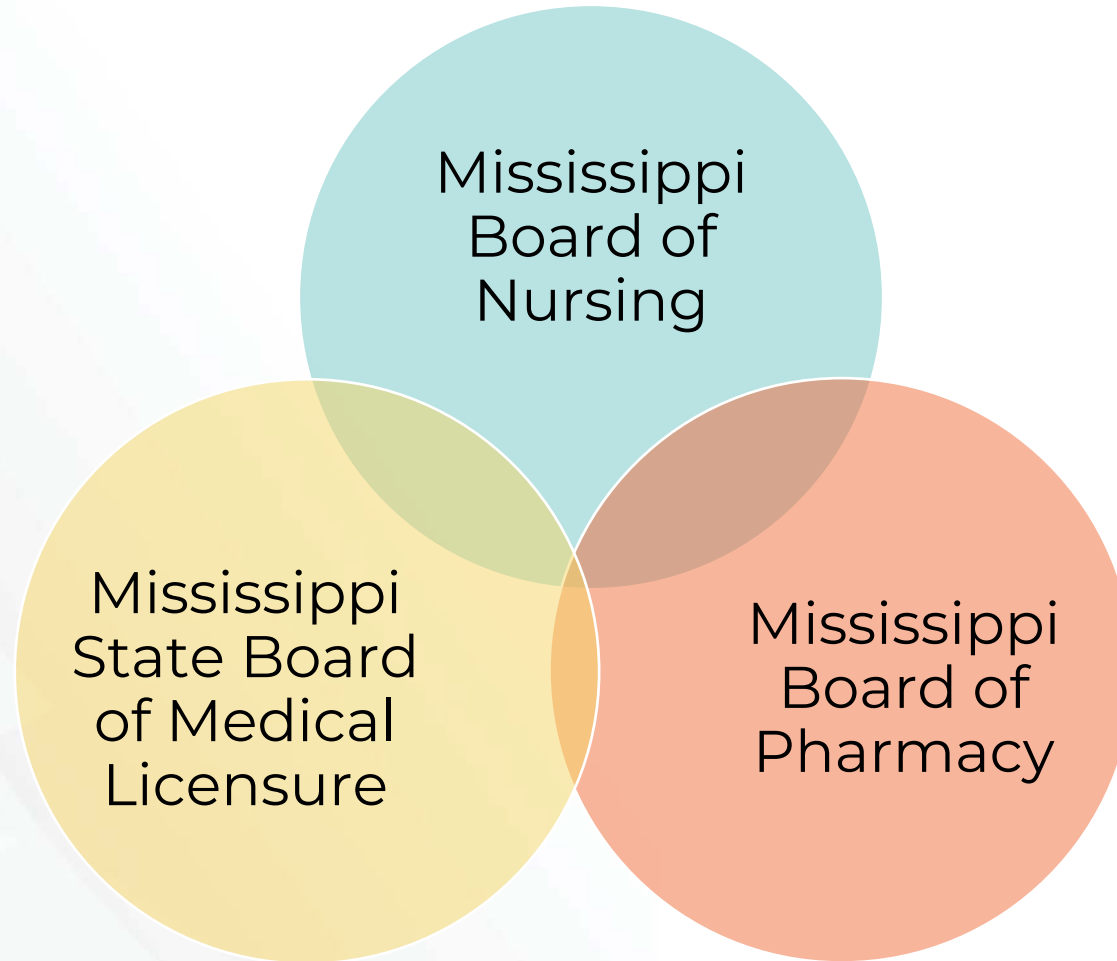 Mississippi
Board of
Nursing
Mississippi
State Board
of Medical
Licensure
Mississippi
Board of
Pharmacy